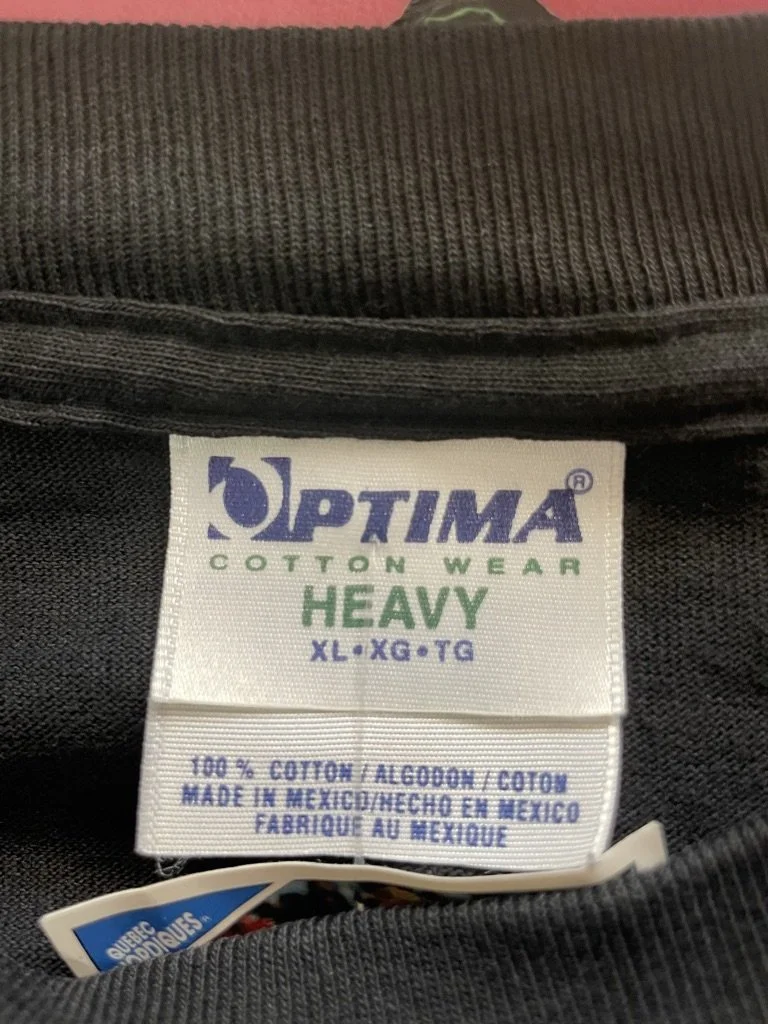 OPTIMA®
COTTON WEAR
HEAVY
XL•XG•TG
100 % COTTON / ALGODON / COTON
MADE IN MEXICO/HECHO EN MEXICO
FABRIQUE AU MEXIQUE
QUEBEC